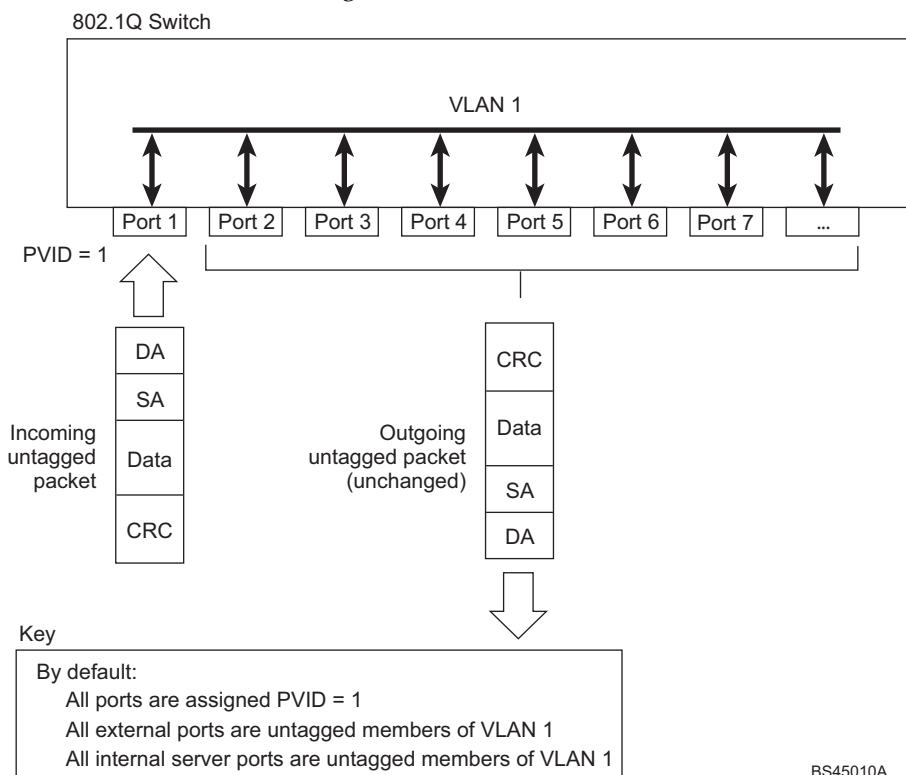 802.1Q Switch
VLAN 1
Port 1
Port 2
Port 3
Port 4
Port 5
Port 6
Port 7
...
PVID = 1
DA
SA
Data
CRC
Incoming
untagged
packet
CRC
Data
SA
DA
Outgoing
untagged packet
(unchanged)
Key
By default:
All ports are assigned PVID = 1
All external ports are untagged members of VLAN 1
All internal server ports are untagged members of VLAN 1
BS45010A